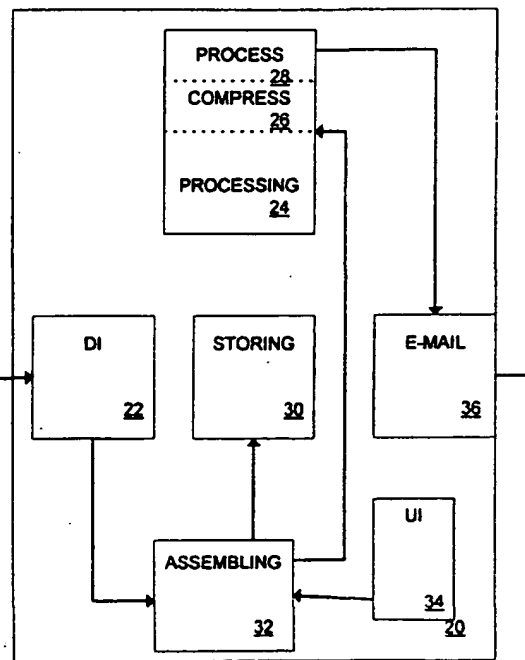 PROCESS
28
COMPRESS
26
PROCESSING
24
DI
22
STORING
30
E-MAIL
36
ASSEMBLING
32
UI
34
20